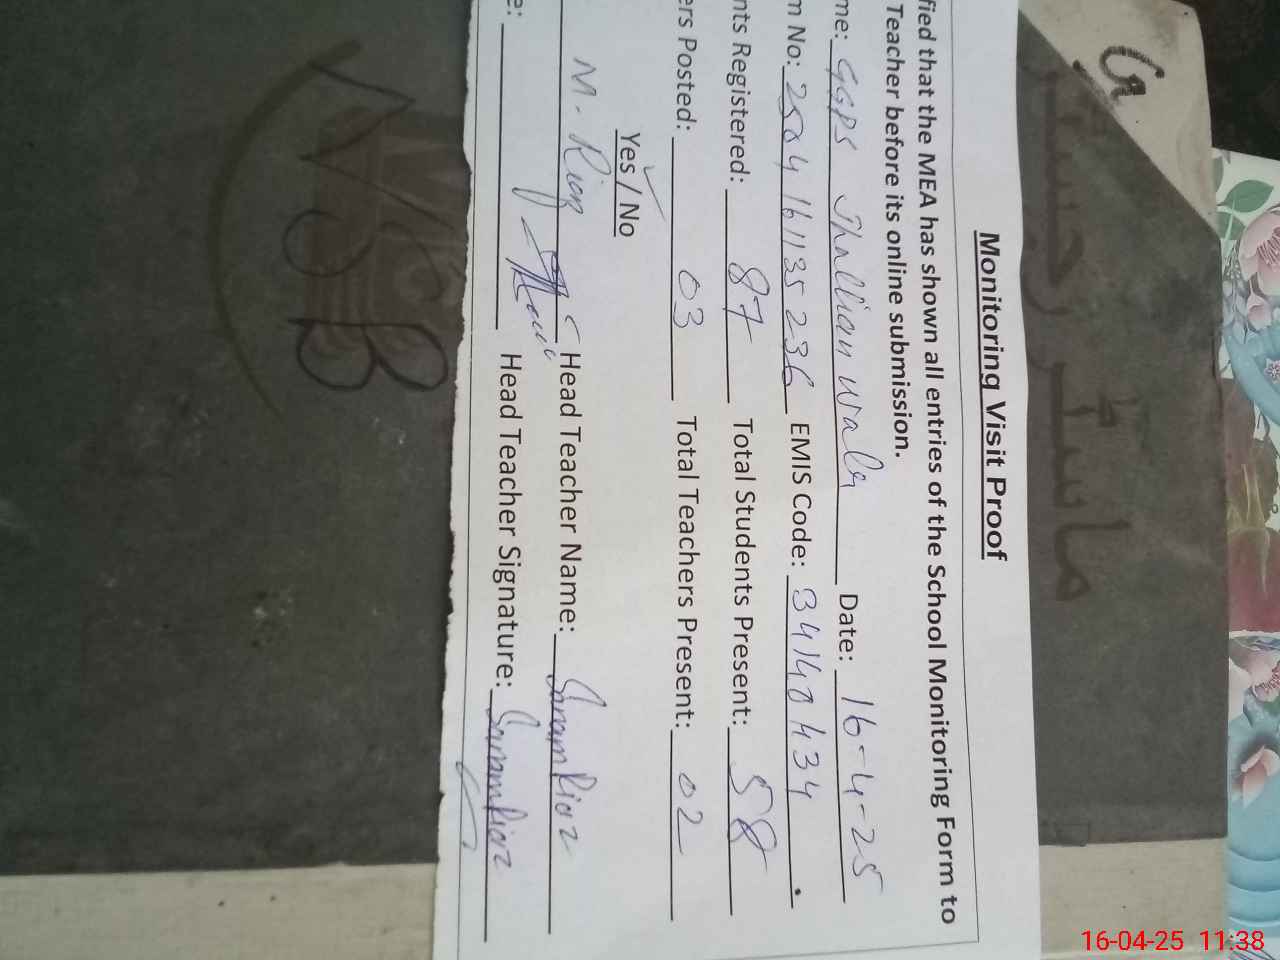 Monitoring Visit Proof
fied that the MEA has shown all entries of the School Monitoring Form to
Teacher before its online submission.
me: GGPS Jhallian wala Date: 16-4-25
m No: 2504161135236 EMIS Code: 34140434
nts Registered: 87 Total Students Present: 58
ers Posted: 03 Total Teachers Present: 02
Yes / No
M. Riaz Head Teacher Name: Sanam Riaz
e: Head Teacher Signature: Sanam Riaz
16-04-25 11:38